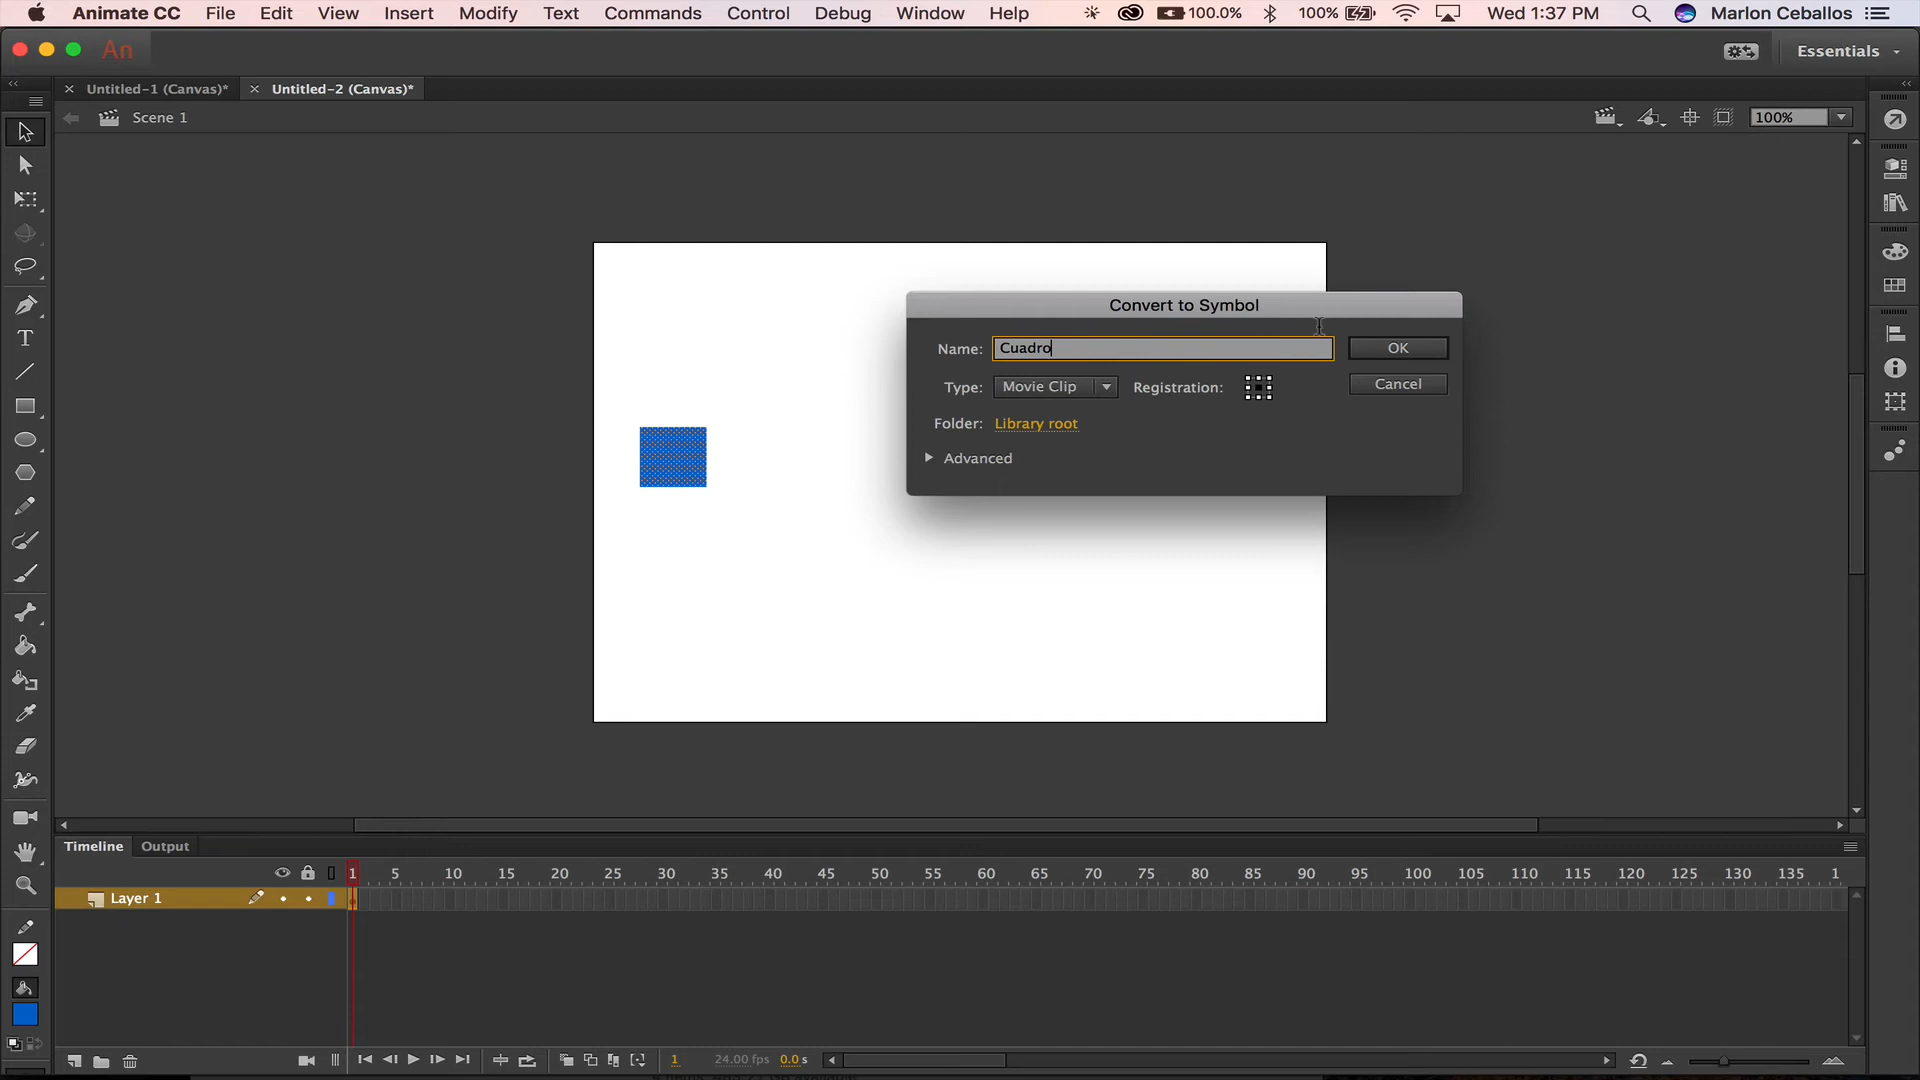 Animate CC File Edit View Insert Modify Text Commands Control Debug Window Help 100.0% 100% Wed 1:37 PM Marlon Ceballos
An Essentials
Untitled-1 (Canvas)* Untitled-2 (Canvas)*
Scene 1 100%
Convert to Symbol
Name: Cuadro OK
Type: Movie Clip Registration: Cancel
Folder: Library root
Advanced
Timeline Output
1 5 10 15 20 25 30 35 40 45 50 55 60 65 70 75 80 85 90 95 100 105 110 115 120 125 130 135 1
Layer 1
1 24.00 fps 0.0 s